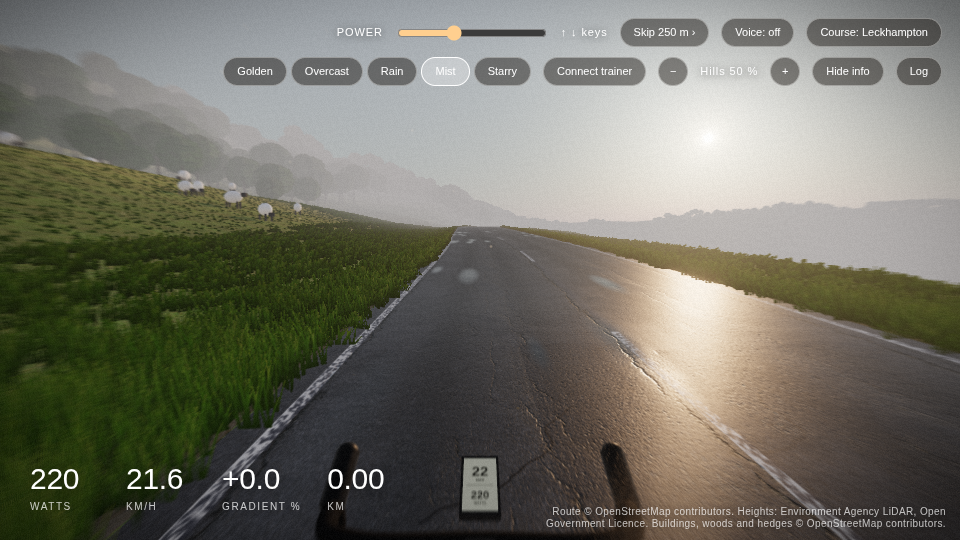 POWER ↑ ↓ keys Skip 250 m › Voice: off Course: Leckhampton
Golden Overcast Rain Mist Starry Connect trainer − Hills 50 % + Hide info Log
22
220
220 21.6 +0.0 0.00
WATTS KM/H GRADIENT % KM
Route © OpenStreetMap contributors. Heights: Environment Agency LiDAR, Open
Government Licence. Buildings, woods and hedges © OpenStreetMap contributors.